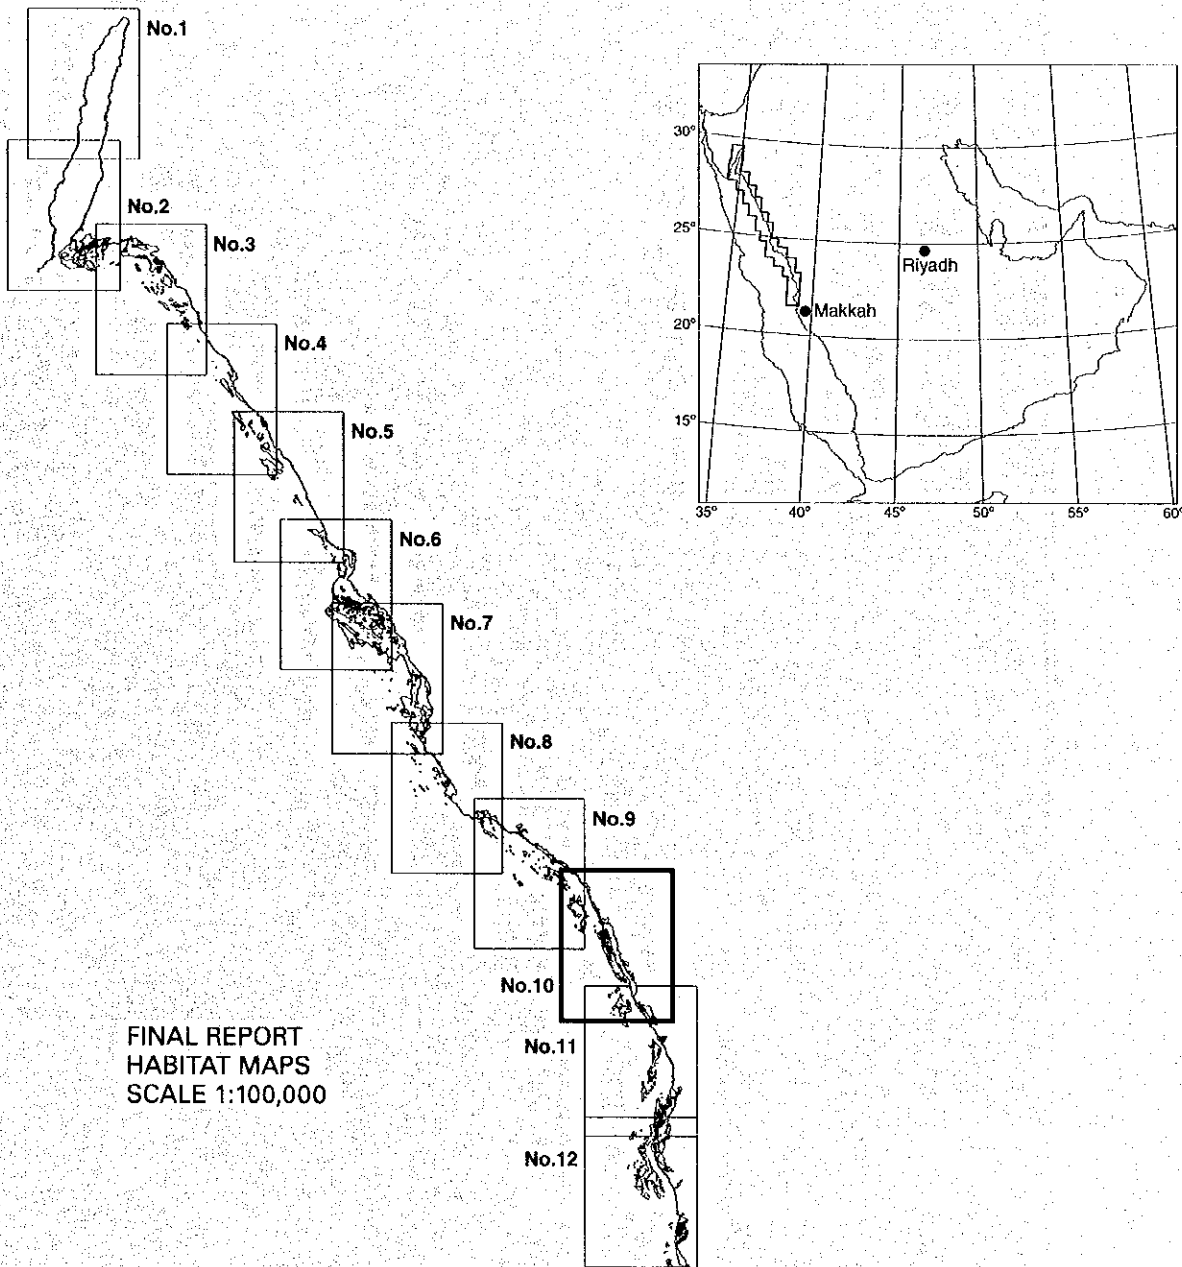 No.1
No.2
No.3
No.4
No.5
No.6
No.7
No.8
No.9
No.10
No.11
No.12
30°
25°
20°
15°
Riyadh
Makkah
35°
40°
45°
50°
55°
60°
FINAL REPORT
HABITAT MAPS
SCALE 1:100,000